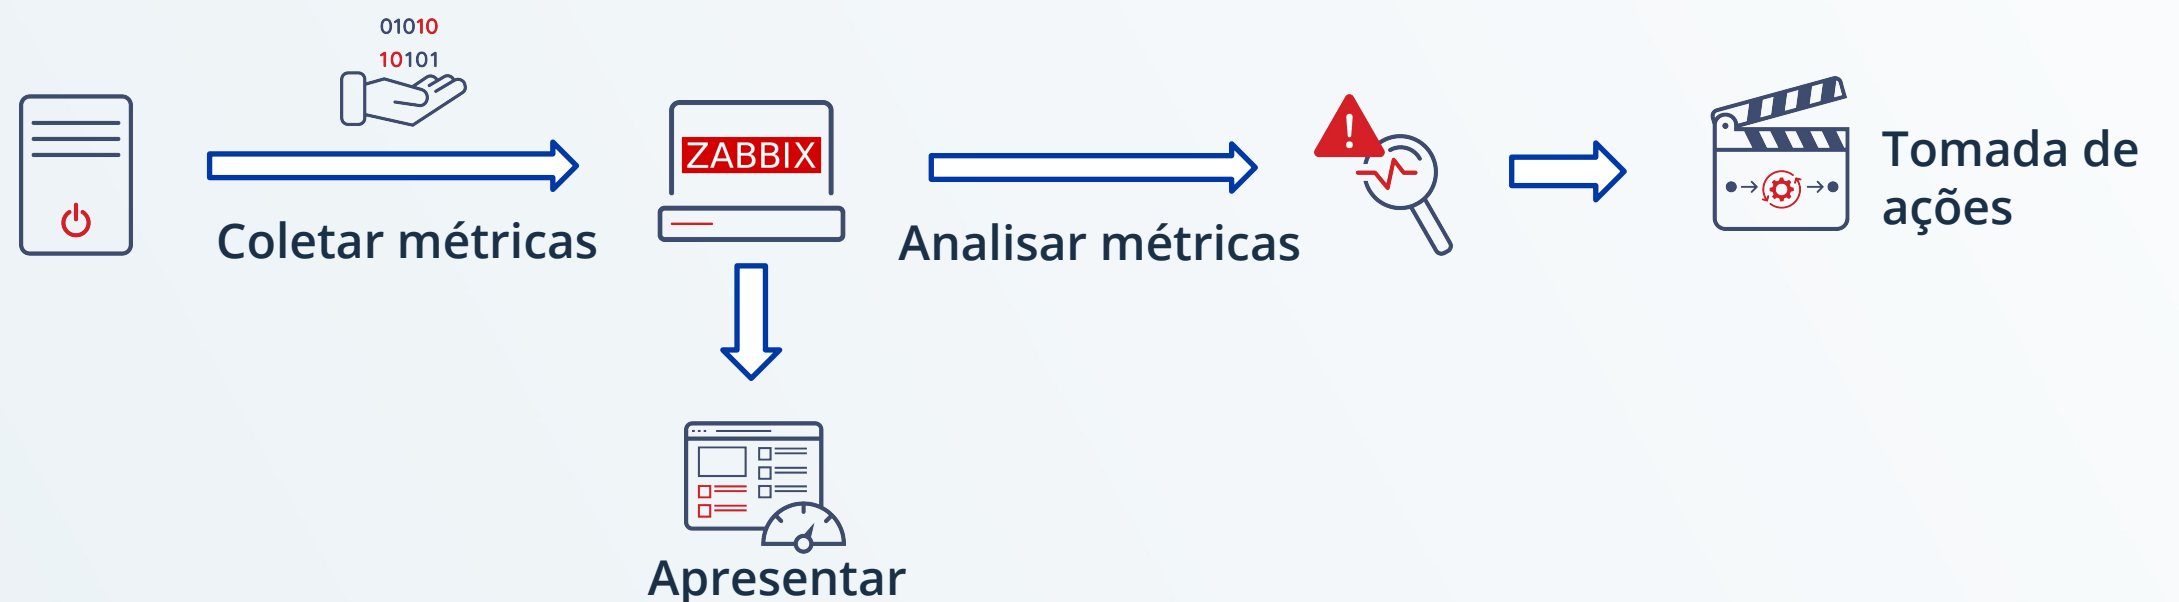 01010
10101
ZABBIX
Coletar métricas
Analisar métricas
Tomada de
ações
Apresentar